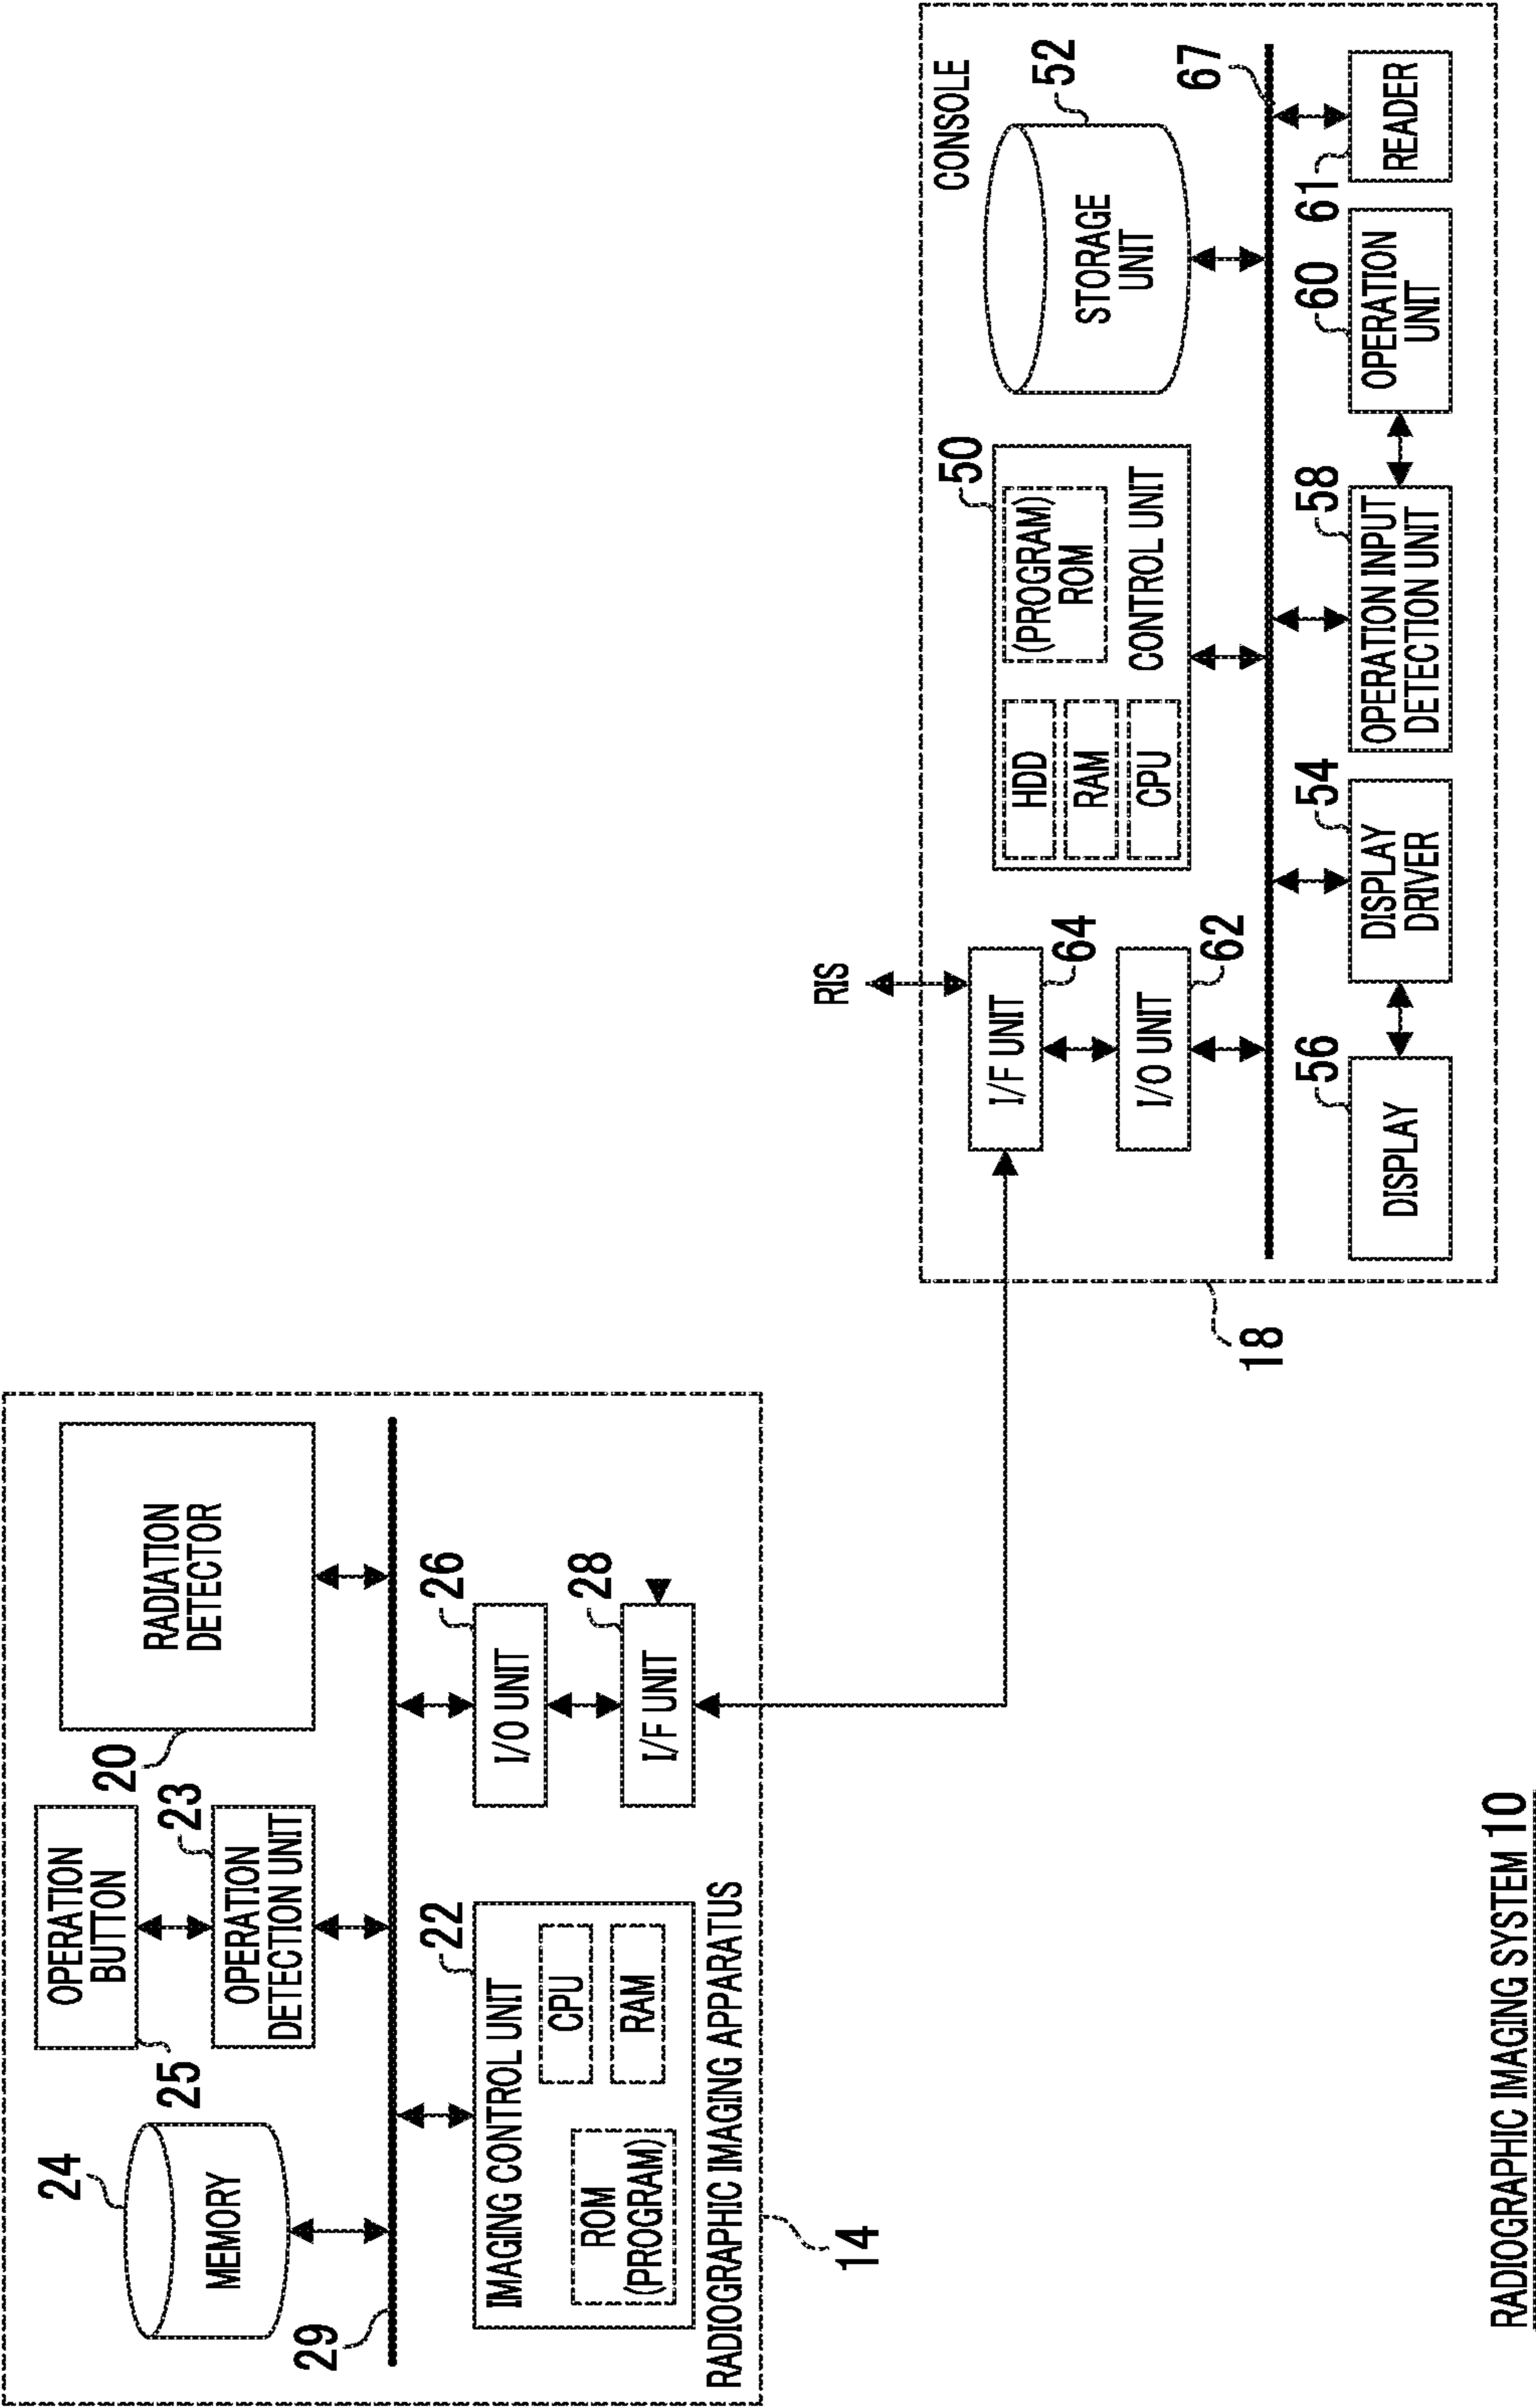 24
MEMORY
29
OPERATION
BUTTON
25
23
OPERATION
DETECTION UNIT
20
RADIATION
DETECTOR
IMAGING CONTROL UNIT
22
CPU
RAM
ROM
(PROGRAM)
26
I/O UNIT
28
I/F UNIT
RADIOGRAPHIC IMAGING APPARATUS
14
RIS
CONSOLE
I/F UNIT
64
I/O UNIT
62
50
HDD
RAM
CPU
(PROGRAM)
ROM
CONTROL UNIT
52
STORAGE
UNIT
67
56
DISPLAY
54
DISPLAY
DRIVER
58
OPERATION INPUT
DETECTION UNIT
60
OPERATION
UNIT
61
READER
18
RADIOGRAPHIC IMAGING SYSTEM 10